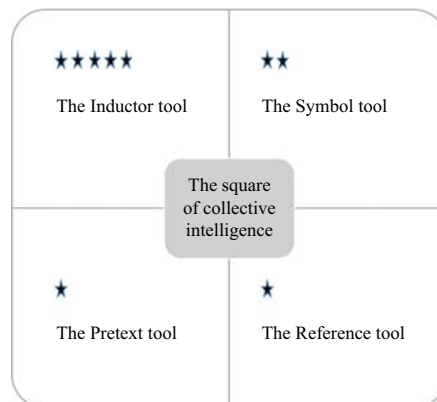 ★★★★★
★★
The Inductor tool
The Symbol tool
The square
of collective
intelligence
★
★
The Pretext tool
The Reference tool